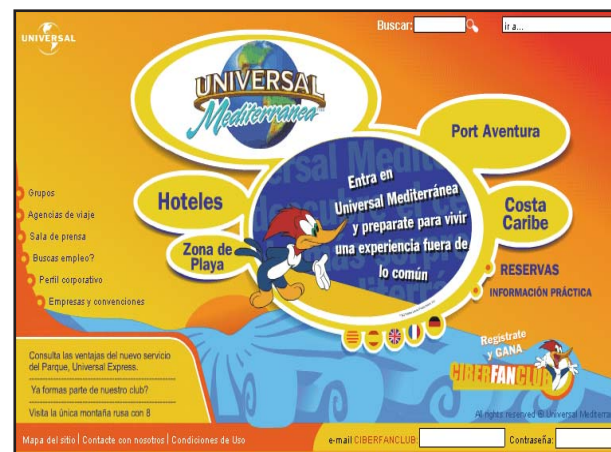 UNIVERSAL
Buscar:
ir a...
UNIVERSAL
Mediterranea
Port Aventura
Entra en
Universal Mediterránea
y preparate para vivir
una experiencia fuera de
lo común
Hoteles
Costa
Caribe
Zona de
Playa
Grupos
Agencias de viaje
Sala de prensa
Buscas empleo?
Perfil corporativo
Empresas y convenciones
RESERVAS
INFORMACIÓN PRÁCTICA
Regístrate
y GANA
CIBERFANCLUB
Consulta las ventajas del nuevo servicio
del Parque, Universal Express.
Ya formas parte de nuestro club?
Visita la única montaña rusa con 8
All rights reserved © Universal Mediterra
Mapa del sitio | Contacte con nosotros | Condiciones de Uso
e-mail CIBERFANCLUB:
Contraseña: